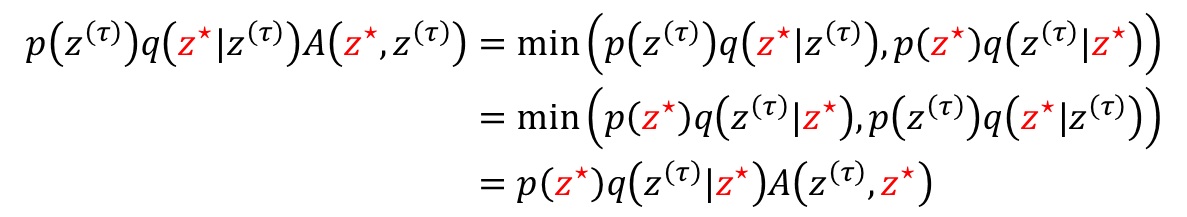 p(z^(τ))q(z^⋆|z^(τ))A(z^⋆, z^(τ)) = min(p(z^(τ))q(z^⋆|z^(τ)), p(z^⋆)q(z^(τ)|z^⋆))
= min(p(z^⋆)q(z^(τ)|z^⋆), p(z^(τ))q(z^⋆|z^(τ)))
= p(z^⋆)q(z^(τ)|z^⋆)A(z^(τ), z^⋆)